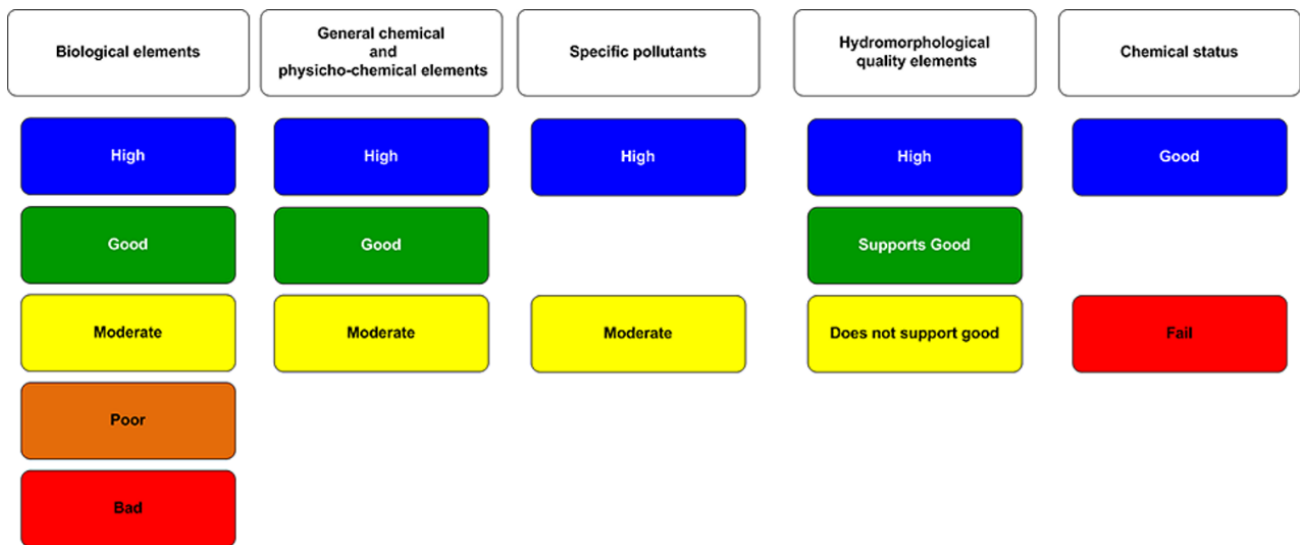 Biological elements
General chemical
and
physicho-chemical elements
Specific pollutants
Hydromorphological
quality elements
Chemical status
High
High
High
High
Good
Good
Good
Supports Good
Moderate
Moderate
Moderate
Does not support good
Fail
Poor
Bad